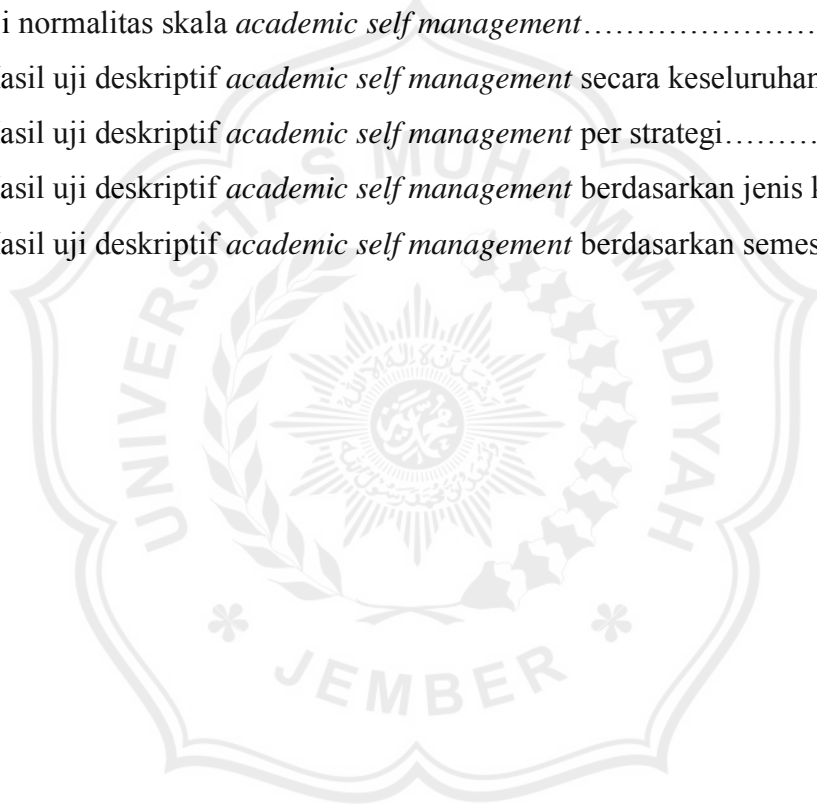 i normalitas skala academic self management……………………
asil uji deskriptif academic self management secara keseluruhan
asil uji deskriptif academic self management per strategi………
asil uji deskriptif academic self management berdasarkan jenis
asil uji deskriptif academic self management berdasarkan semes
UNIVERSITAS MUHAMMADIYAH
JEMBER